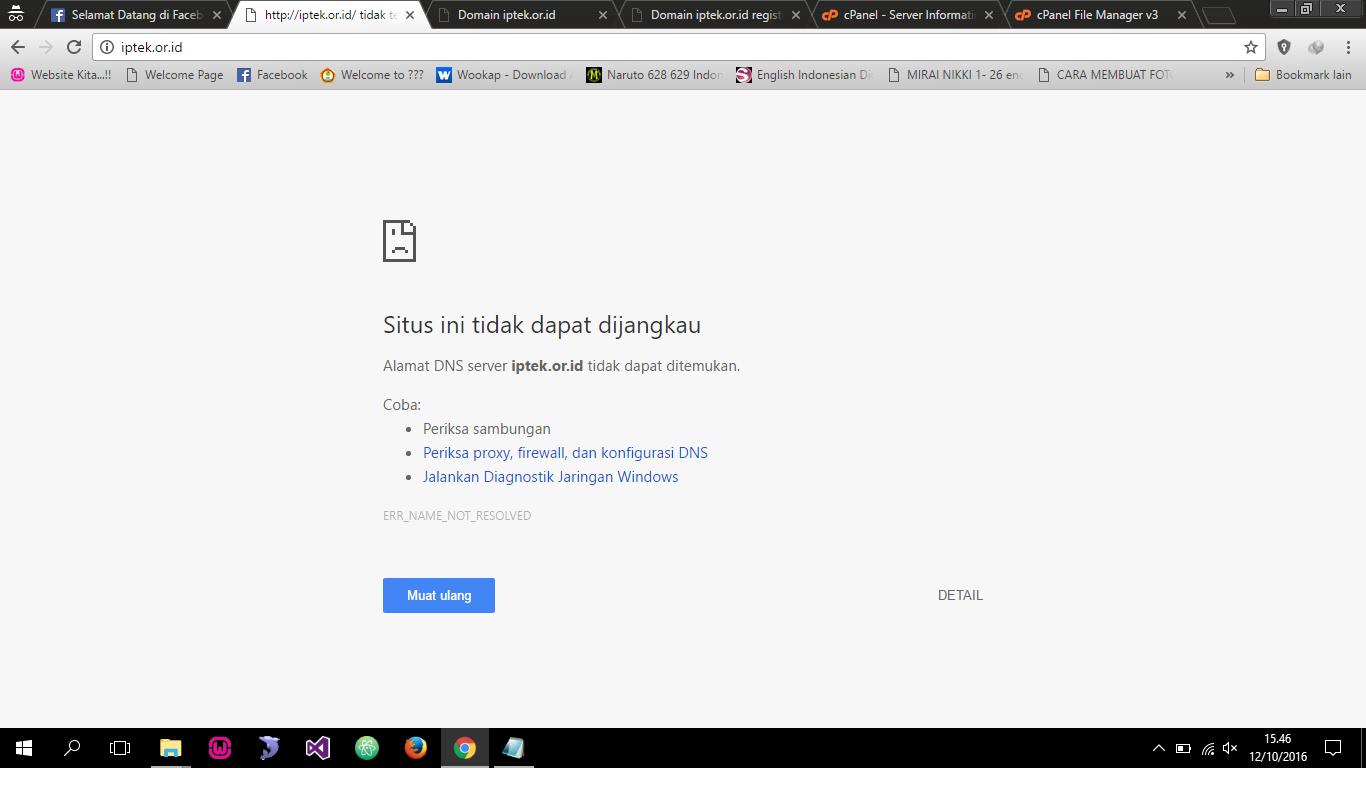 Selamat Datang di Faceb
http://iptek.or.id/ tidak te
Domain iptek.or.id
Domain iptek.or.id regist
cPanel - Server Informati
cPanel File Manager v3
iptek.or.id
Website Kita...!!
Welcome Page
Facebook
Welcome to ???
Wookap - Download
Naruto 628 629 Indon
English Indonesian Di
MIRAI NIKKI 1- 26 en
CARA MEMBUAT FOT
»
Bookmark lain
Situs ini tidak dapat dijangkau
Alamat DNS server iptek.or.id tidak dapat ditemukan.
Coba:
• Periksa sambungan
• Periksa proxy, firewall, dan konfigurasi DNS
• Jalankan Diagnostik Jaringan Windows
ERR_NAME_NOT_RESOLVED
Muat ulang
DETAIL
15.46
12/10/2016